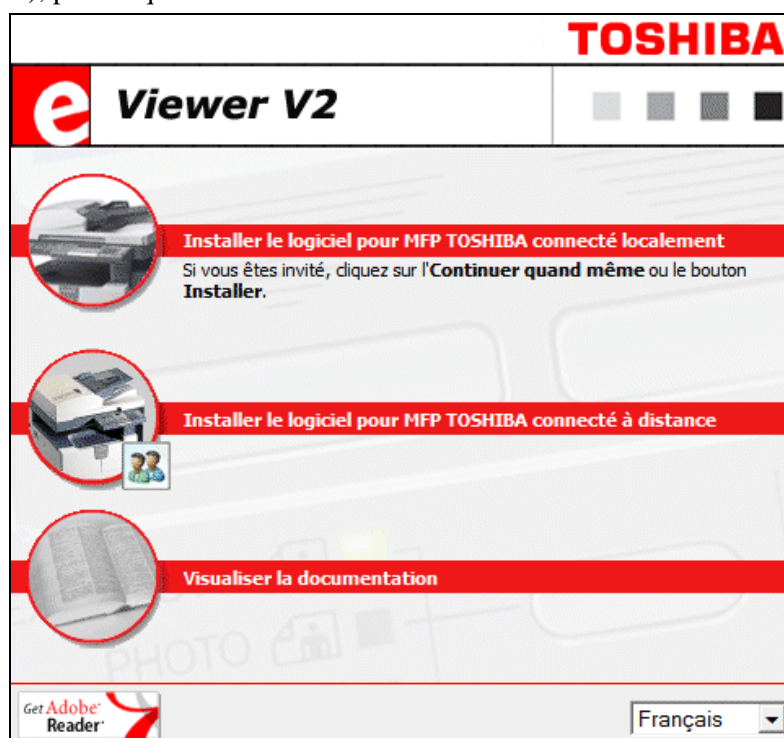 TOSHIBA
e Viewer V2
Installer le logiciel pour MFP TOSHIBA connecté localement
Si vous êtes invité, cliquez sur l'Continuer quand même ou le bouton
Installer.
Installer le logiciel pour MFP TOSHIBA connecté à distance
Visualiser la documentation
PHOTO
Get Adobe
Reader
Français